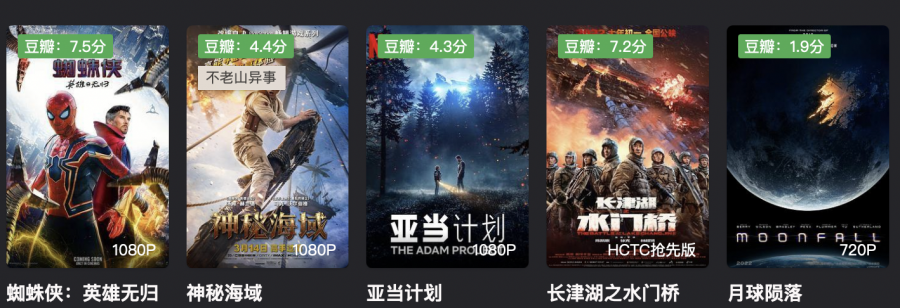 豆瓣：7.5分
蜘蛛侠
英雄无归
1080P
蜘蛛侠：英雄无归
豆瓣：4.4分
不老山异事
神秘海域
3月14日
1080P
神秘海域
豆瓣：4.3分
亚当计划
THE ADAM PRO
1080P
亚当计划
豆瓣：7.2分
长津湖
水门桥
HCTC抢先版
长津湖之水门桥
豆瓣：1.9分
MOONFALL
720P
月球陨落